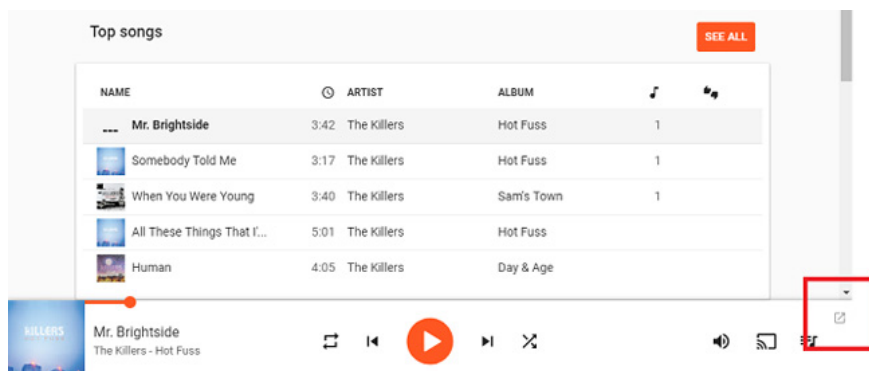 Top songs
SEE ALL
NAME ARTIST ALBUM
Mr. Brightside 3:42 The Killers Hot Fuss 1
Somebody Told Me 3:17 The Killers Hot Fuss 1
When You Were Young 3:40 The Killers Sam's Town 1
All These Things That I'... 5:01 The Killers Hot Fuss
Human 4:05 The Killers Day & Age
KILLERS
HOT FUSS
Mr. Brightside
The Killers - Hot Fuss